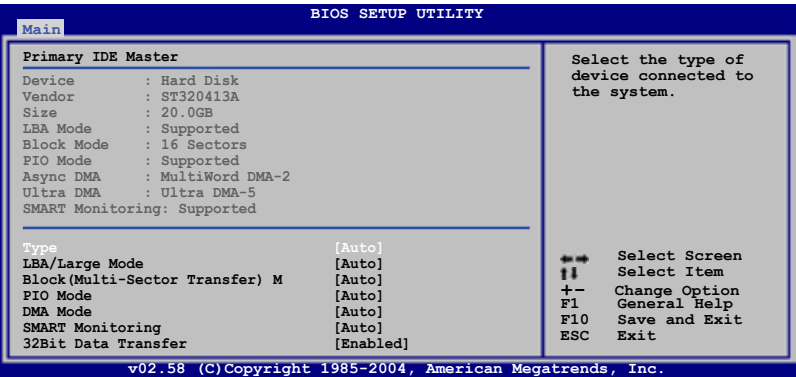 BIOS SETUP UTILITY
Main
Primary IDE Master
Device : Hard Disk
Vendor : ST320413A
Size : 20.0GB
LBA Mode : Supported
Block Mode : 16 Sectors
PIO Mode : Supported
Async DMA : MultiWord DMA-2
Ultra DMA : Ultra DMA-5
SMART Monitoring: Supported
Type [Auto]
LBA/Large Mode [Auto]
Block(Multi-Sector Transfer) M [Auto]
PIO Mode [Auto]
DMA Mode [Auto]
SMART Monitoring [Auto]
32Bit Data Transfer [Enabled]
Select the type of
device connected to
the system.
Select Screen
Select Item
+- Change Option
F1 General Help
F10 Save and Exit
ESC Exit
v02.58 (C)Copyright 1985-2004, American Megatrends, Inc.